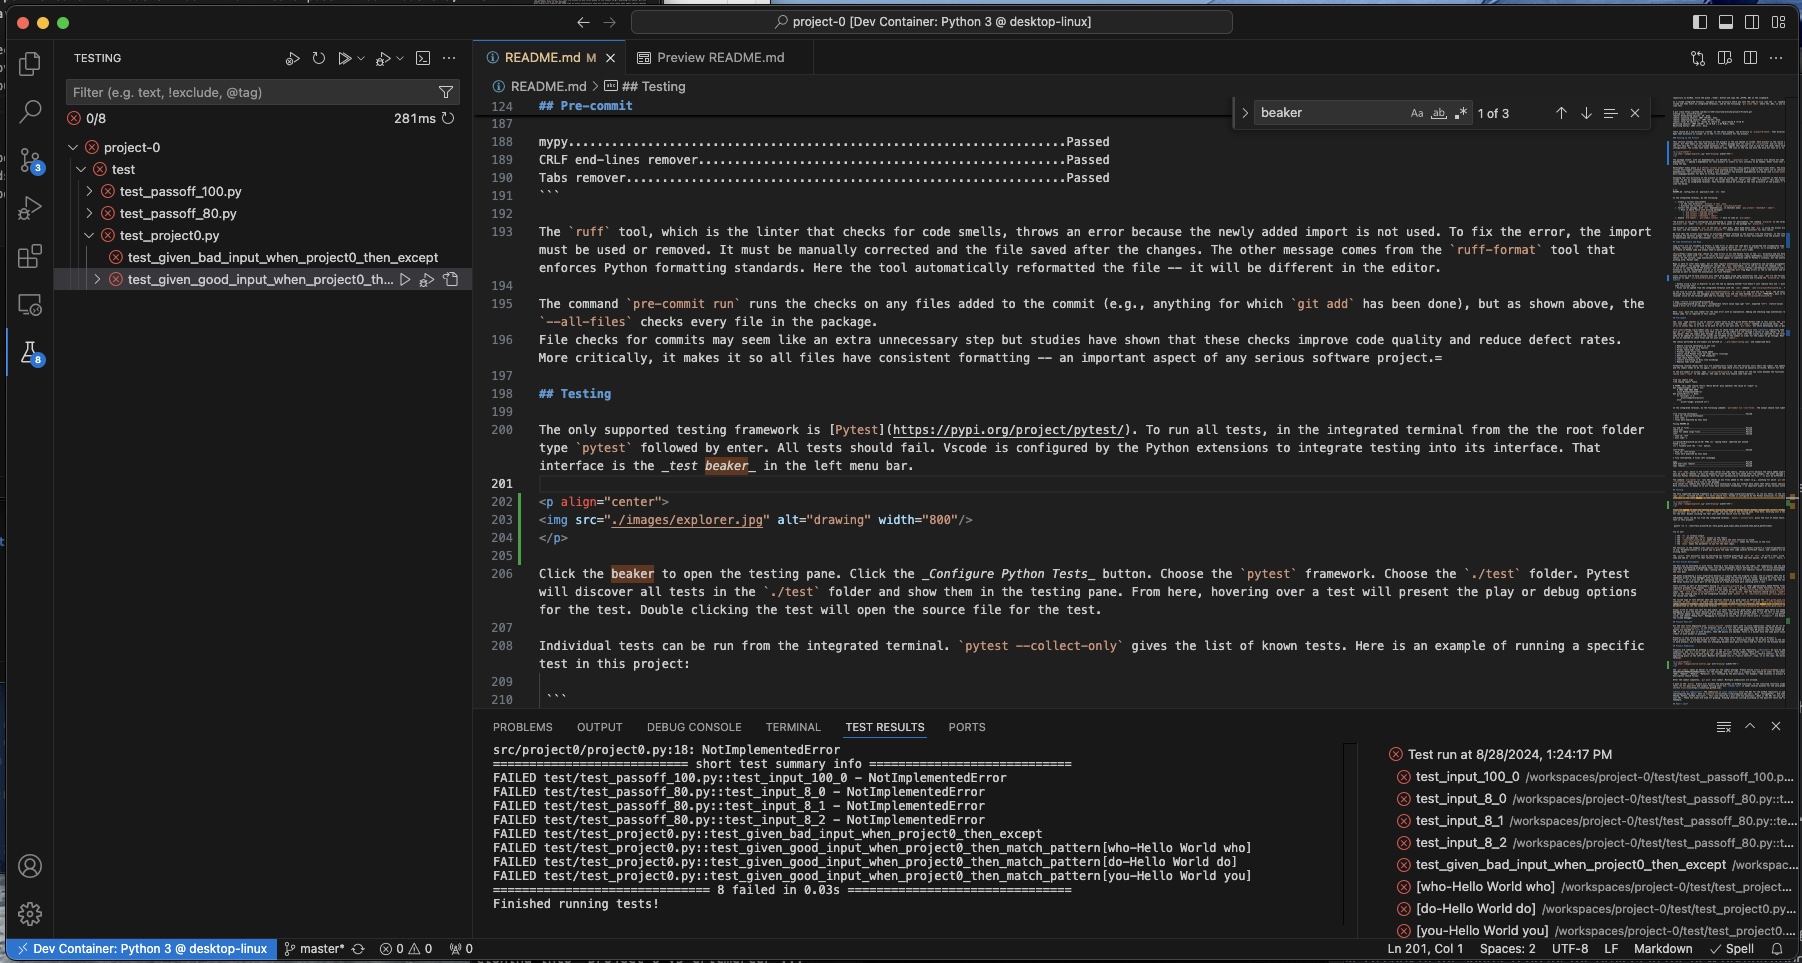 project-0 [Dev Container: Python 3 @ desktop-linux]
TESTING
README.md M
Preview README.md
Filter (e.g. text, !exclude, @tag)
README.md > ## Testing
0/8
281ms
beaker
Aa
ab
1 of 3
project-0
test
test_passoff_100.py
test_passoff_80.py
test_project0.py
test_given_bad_input_when_project0_then_except
test_given_good_input_when_project0_th...
3
8
124 ## Pre-commit
187
188 mypy.....................................................................Passed
189 CRLF end-lines remover...................................................Passed
190 Tabs remover.............................................................Passed
191 ```
192
193 The `ruff` tool, which is the linter that checks for code smells, throws an error because the newly added import is not used. To fix the error, the import
must be used or removed. It must be manually corrected and the file saved after the changes. The other message comes from the `ruff-format` tool that
enforces Python formatting standards. Here the tool automatically reformatted the file -- it will be different in the editor.
194
195 The command `pre-commit run` runs the checks on any files added to the commit (e.g., anything for which `git add` has been done), but as shown above, the
`--all-files` checks every file in the package.
196 File checks for commits may seem like an extra unnecessary step but studies have shown that these checks improve code quality and reduce defect rates.
More critically, it makes it so all files have consistent formatting -- an important aspect of any serious software project.=
197
198 ## Testing
199
200 The only supported testing framework is [Pytest](https://pypi.org/project/pytest/). To run all tests, in the integrated terminal from the the root folder
type `pytest` followed by enter. All tests should fail. Vscode is configured by the Python extensions to integrate testing into its interface. That
interface is the _test beaker_ in the left menu bar.
201
202 <p align="center">
203 <img src="./images/explorer.jpg" alt="drawing" width="800"/>
204 </p>
205
206 Click the beaker to open the testing pane. Click the _Configure Python Tests_ button. Choose the `pytest` framework. Choose the `./test` folder. Pytest
will discover all tests in the `./test` folder and show them in the testing pane. From here, hovering over a test will present the play or debug options
for the test. Double clicking the test will open the source file for the test.
207
208 Individual tests can be run from the integrated terminal. `pytest --collect-only` gives the list of known tests. Here is an example of running a specific
test in this project:
209
210 ```
PROBLEMS OUTPUT DEBUG CONSOLE TERMINAL TEST RESULTS PORTS
src/project0/project0.py:18: NotImplementedError
=========================== short test summary info ============================
FAILED test/test_passoff_100.py::test_input_100_0 - NotImplementedError
FAILED test/test_passoff_80.py::test_input_8_0 - NotImplementedError
FAILED test/test_passoff_80.py::test_input_8_1 - NotImplementedError
FAILED test/test_passoff_80.py::test_input_8_2 - NotImplementedError
FAILED test/test_project0.py::test_given_bad_input_when_project0_then_except
FAILED test/test_project0.py::test_given_good_input_when_project0_then_match_pattern[who-Hello World who]
FAILED test/test_project0.py::test_given_good_input_when_project0_then_match_pattern[do-Hello World do]
FAILED test/test_project0.py::test_given_good_input_when_project0_then_match_pattern[you-Hello World you]
============================== 8 failed in 0.03s ===============================
Finished running tests!
Test run at 8/28/2024, 1:24:17 PM
test_input_100_0 /workspaces/project-0/test/test_passoff_100.p...
test_input_8_0 /workspaces/project-0/test/test_passoff_80.py::t...
test_input_8_1 /workspaces/project-0/test/test_passoff_80.py::te...
test_input_8_2 /workspaces/project-0/test/test_passoff_80.py::t...
test_given_bad_input_when_project0_then_except /workspac...
[who-Hello World who] /workspaces/project-0/test/test_project...
[do-Hello World do] /workspaces/project-0/test/test_project0.py...
[you-Hello World you] /workspaces/project-0/test/test_project0....
Dev Container: Python 3 @ desktop-linux
master*
0 0
0
Ln 201, Col 1
Spaces: 2
UTF-8
LF
Markdown
Spell